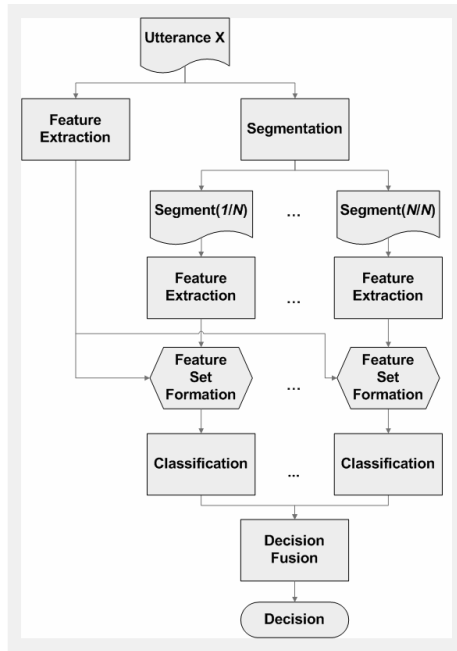 Utterance X
Feature
Extraction
Segmentation
Segment(1/N)
...
Segment(N/N)
Feature
Extraction
...
Feature
Extraction
Feature
Set
Formation
...
Feature
Set
Formation
Classification
...
Classification
Decision
Fusion
Decision